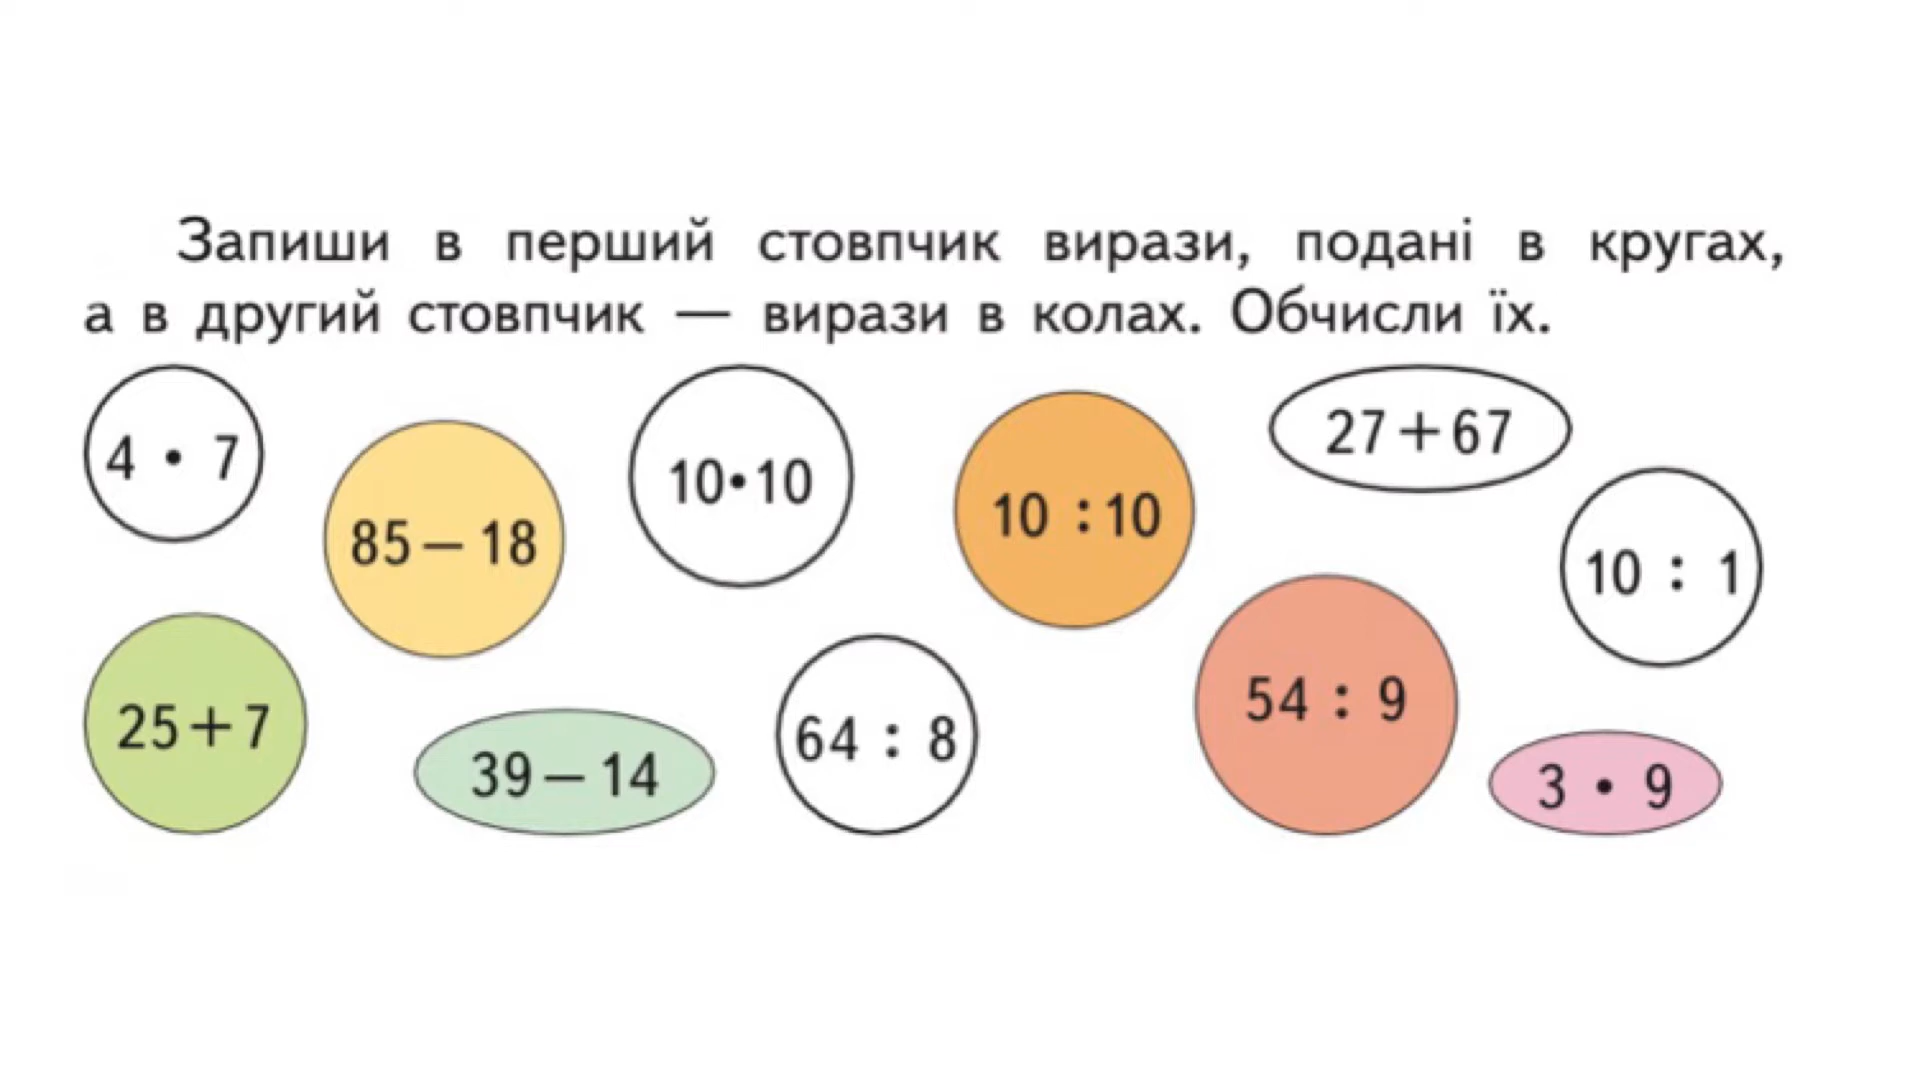 Запиши в перший стовпчик вирази, подані в кругах,
а в другий стовпчик — вирази в колах. Обчисли їх.
4 • 7
85 – 18
10•10
10 :10
27+67
10 : 1
25+7
39 – 14
64 : 8
54 : 9
3 • 9